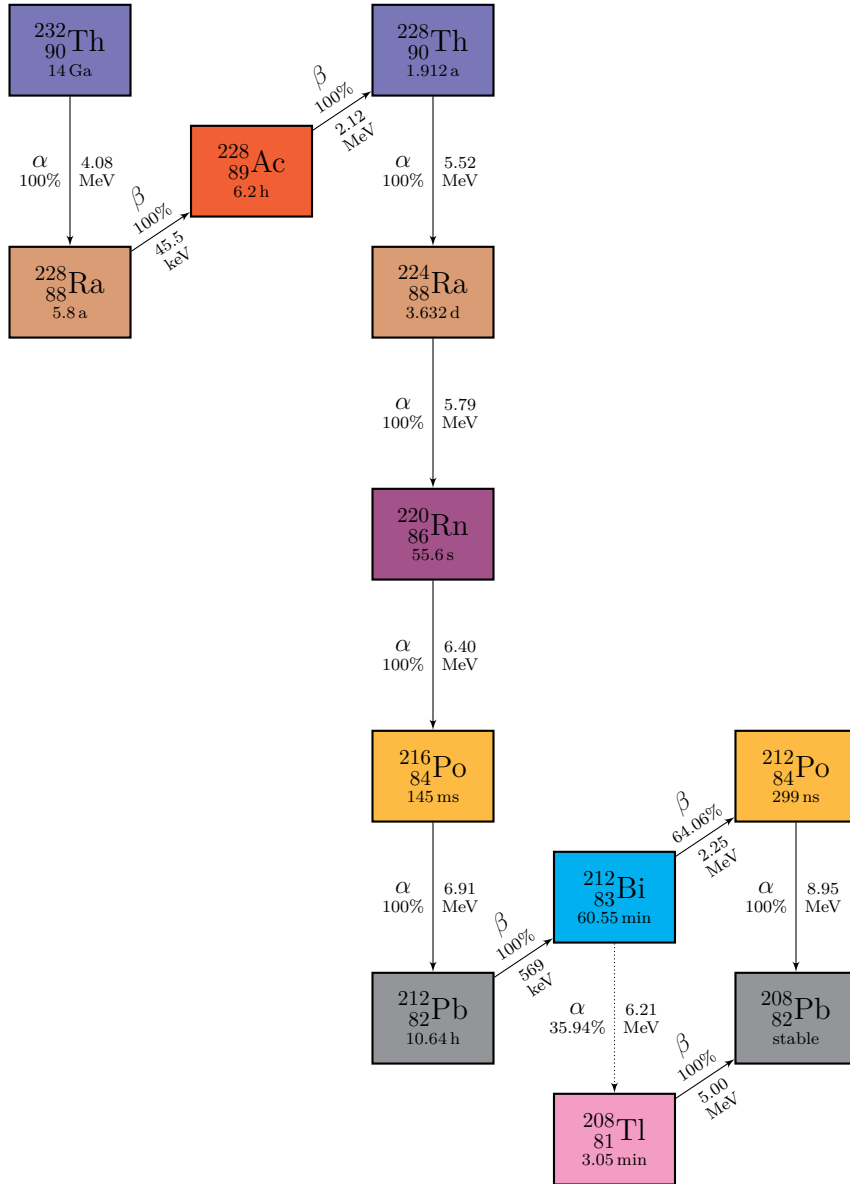 232
90Th
14 Ga
228
90Th
1.912 a
β
100%
2.12
MeV
228
89Ac
6.2 h
α
100%
4.08
MeV
α
100%
5.52
MeV
β
100%
45.5
keV
228
88Ra
5.8 a
224
88Ra
3.632 d
α
100%
5.79
MeV
220
86Rn
55.6 s
α
100%
6.40
MeV
216
84Po
145 ms
212
84Po
299 ns
β
64.06%
2.25
MeV
212
83Bi
60.55 min
α
100%
6.91
MeV
α
100%
8.95
MeV
β
100%
569
keV
212
82Pb
10.64 h
α
35.94%
6.21
MeV
208
82Pb
stable
β
100%
5.00
MeV
208
81Tl
3.05 min